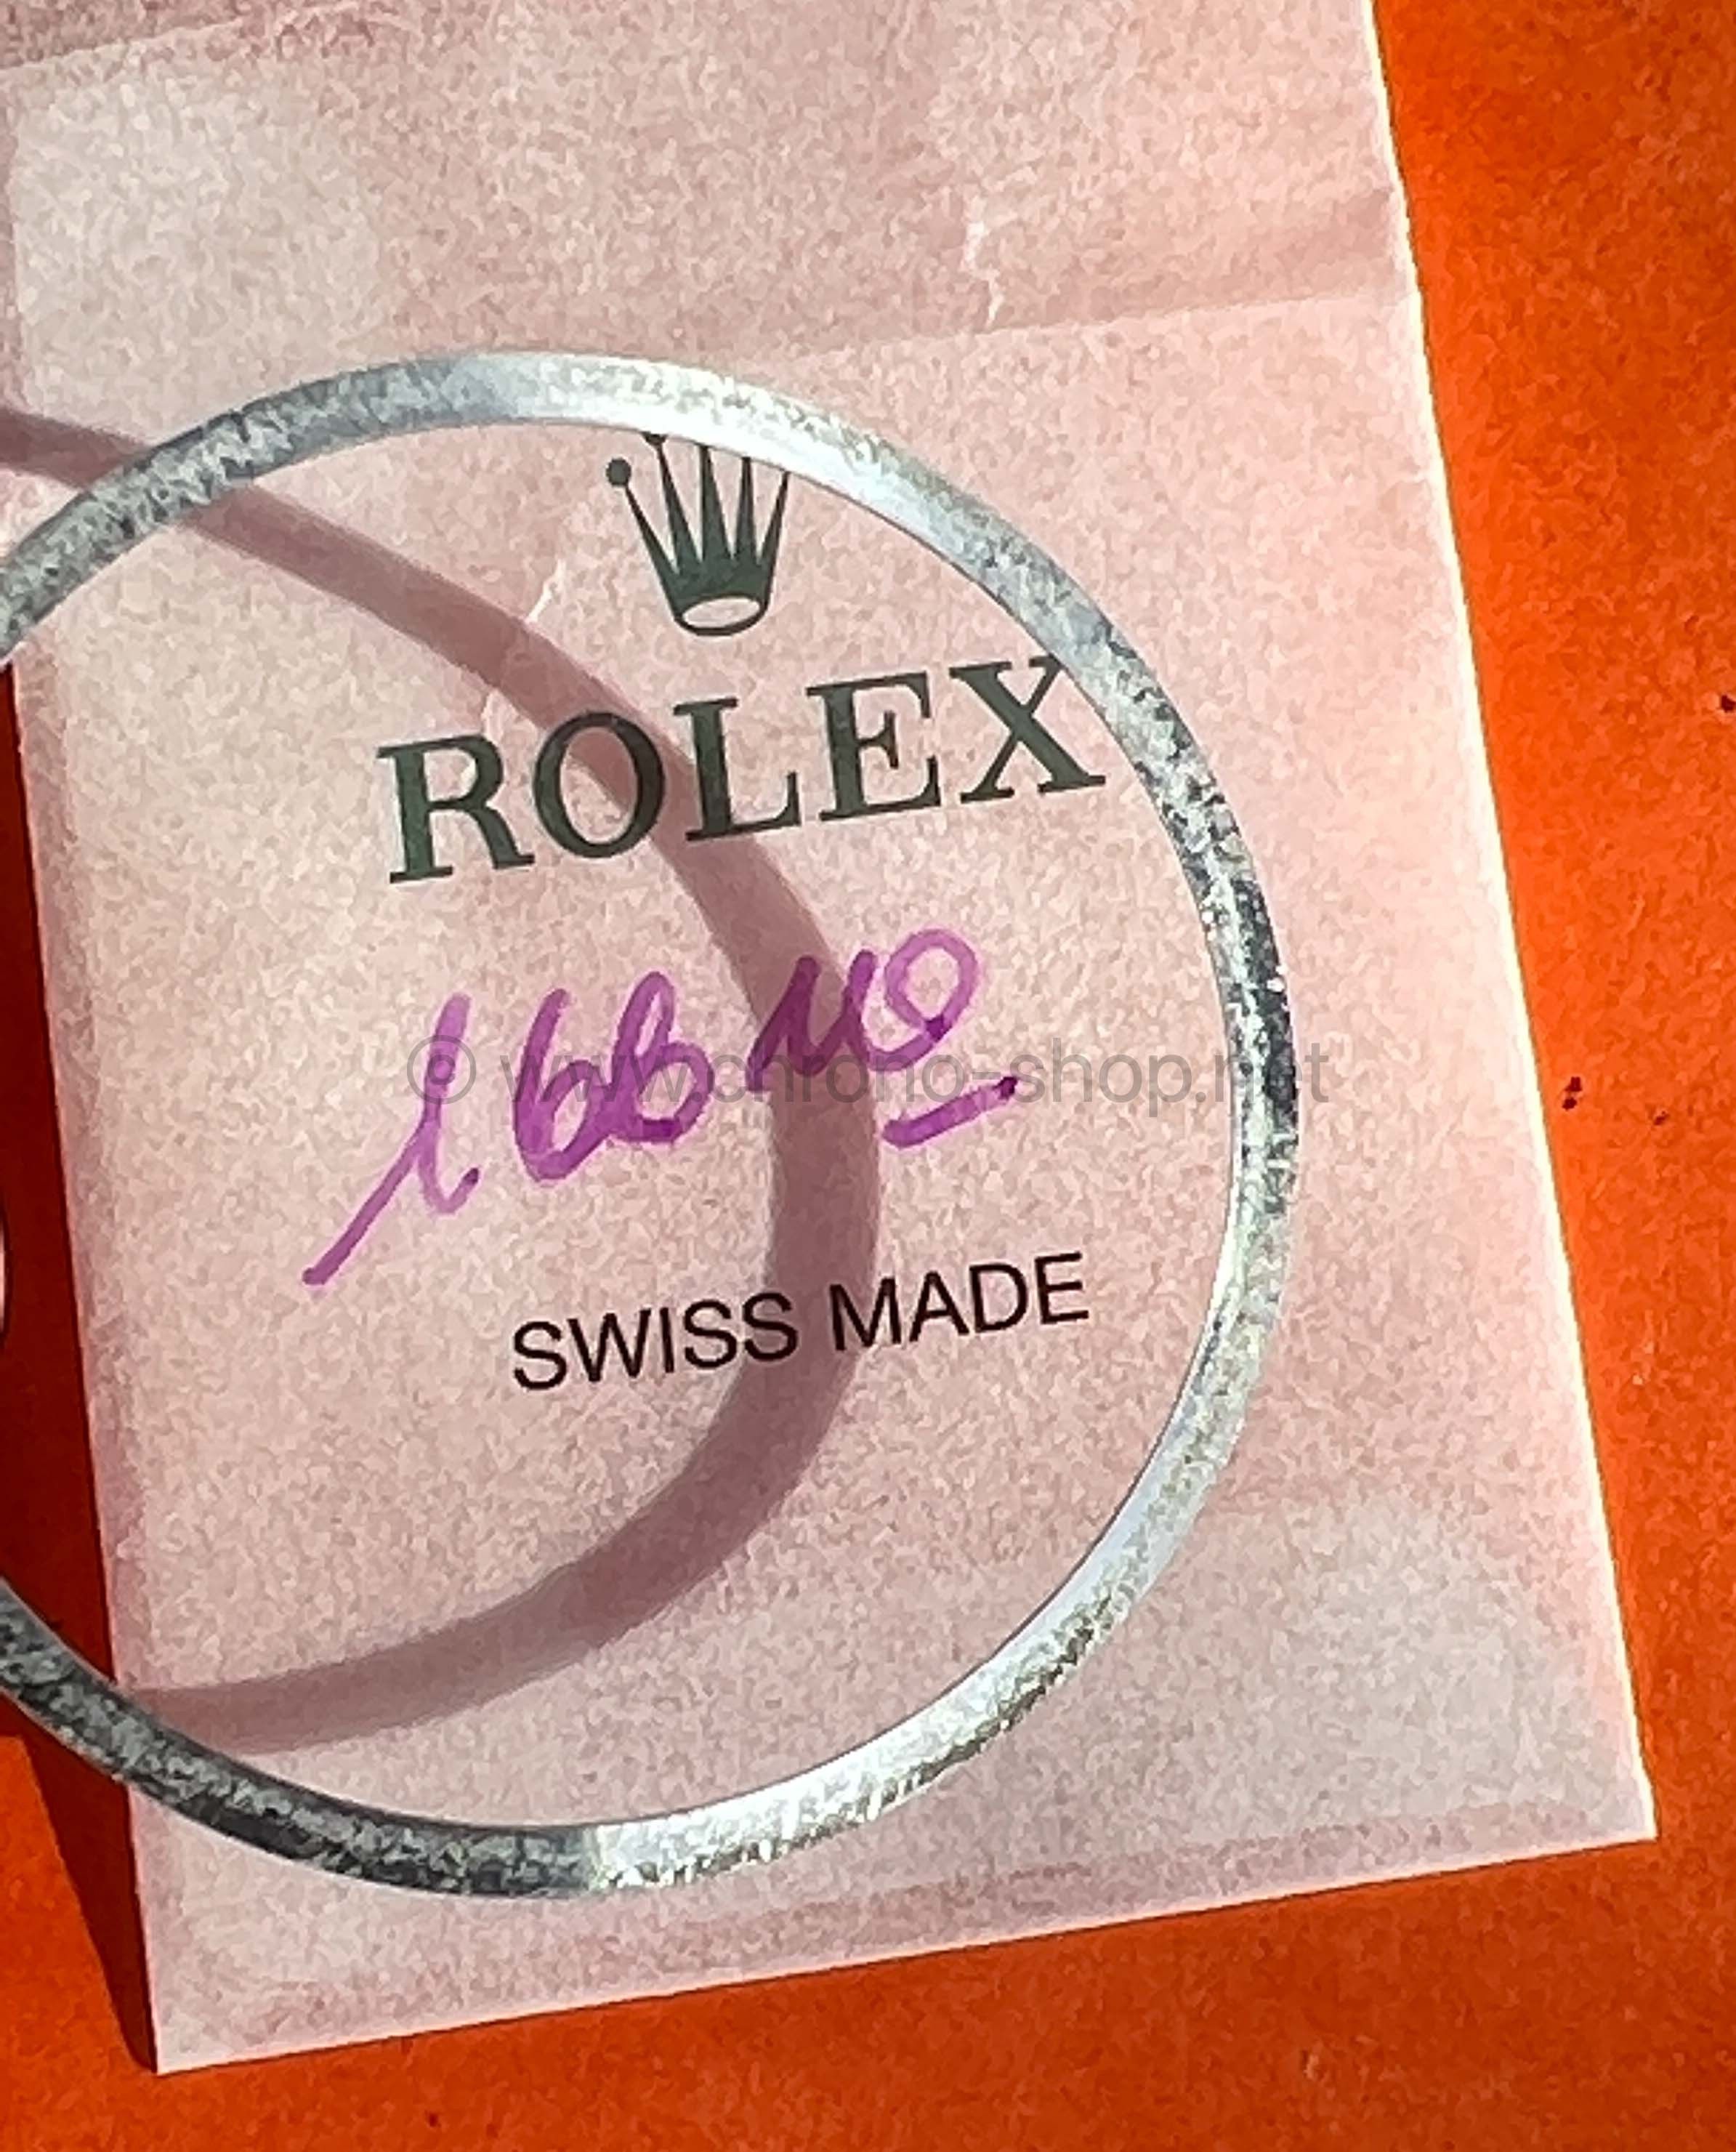 ROLEX
16610
© www.chrono-shop.net
SWISS MADE